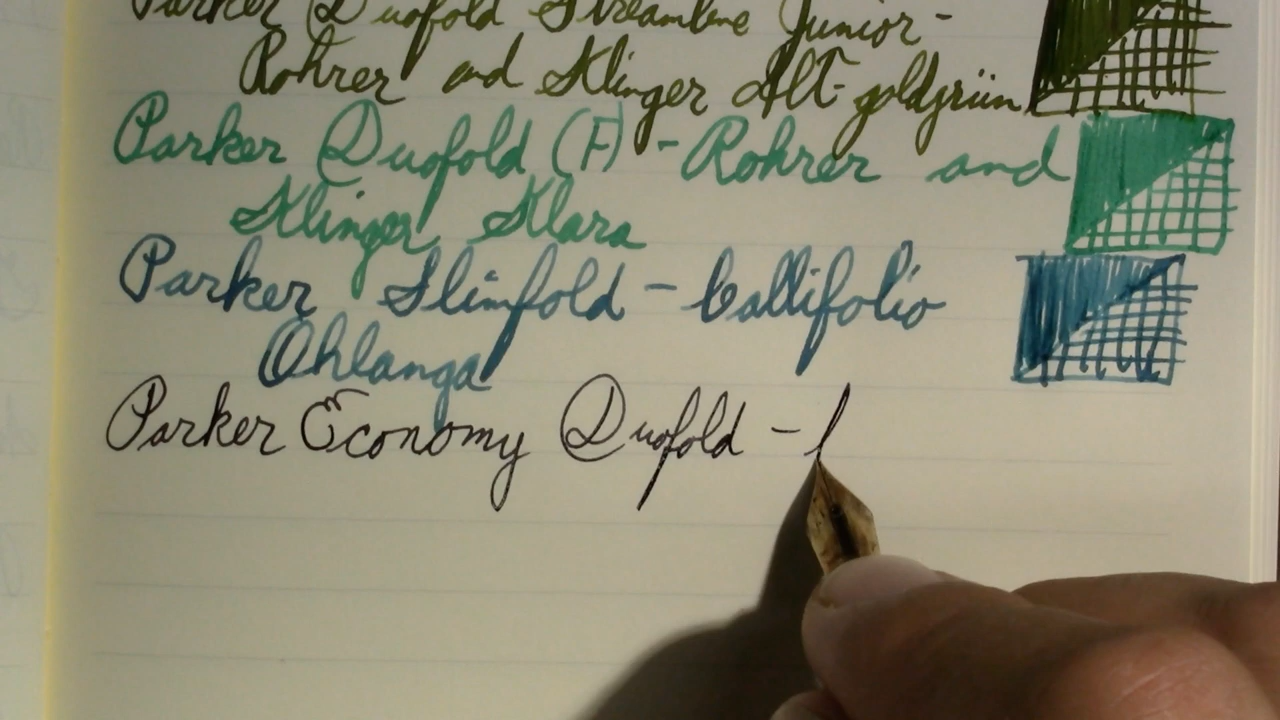 Parker Duofold Streamline Junior -
Rohrer and Klinger Alt-goldgrün
Parker Duofold (F) - Rohrer and
Klinger Klara
Parker Slimfold - Callifolio
Ohlanga
Parker Economy Duofold -